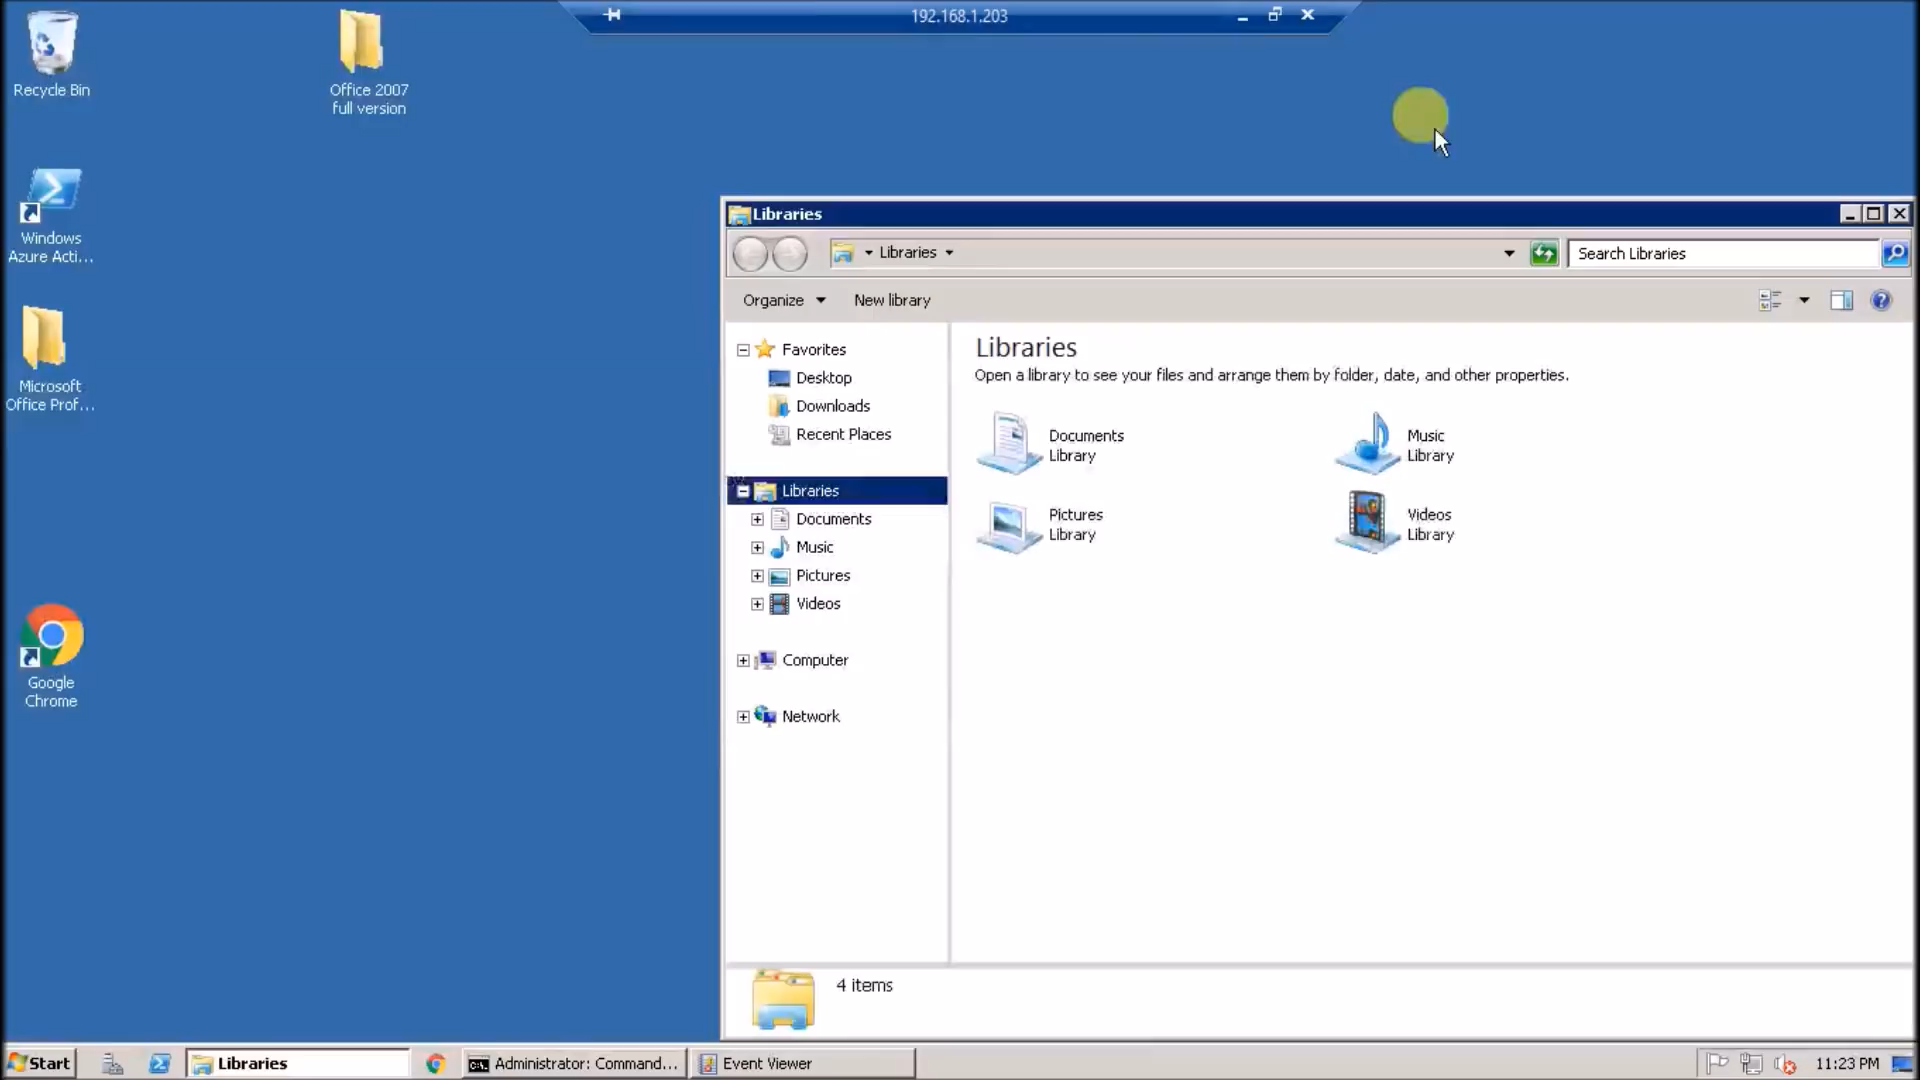 192.168.1.203
Recycle Bin
Office 2007
full version
Windows
Azure Acti...
Microsoft
Office Prof...
Google
Chrome
Libraries
Libraries
Search Libraries
Organize
New library
Favorites
Desktop
Downloads
Recent Places
Libraries
Documents
Music
Pictures
Videos
Computer
Network
Libraries
Open a library to see your files and arrange them by folder, date, and other properties.
Documents
Library
Music
Library
Pictures
Library
Videos
Library
4 items
Start
Libraries
Administrator: Command...
Event Viewer
11:23 PM